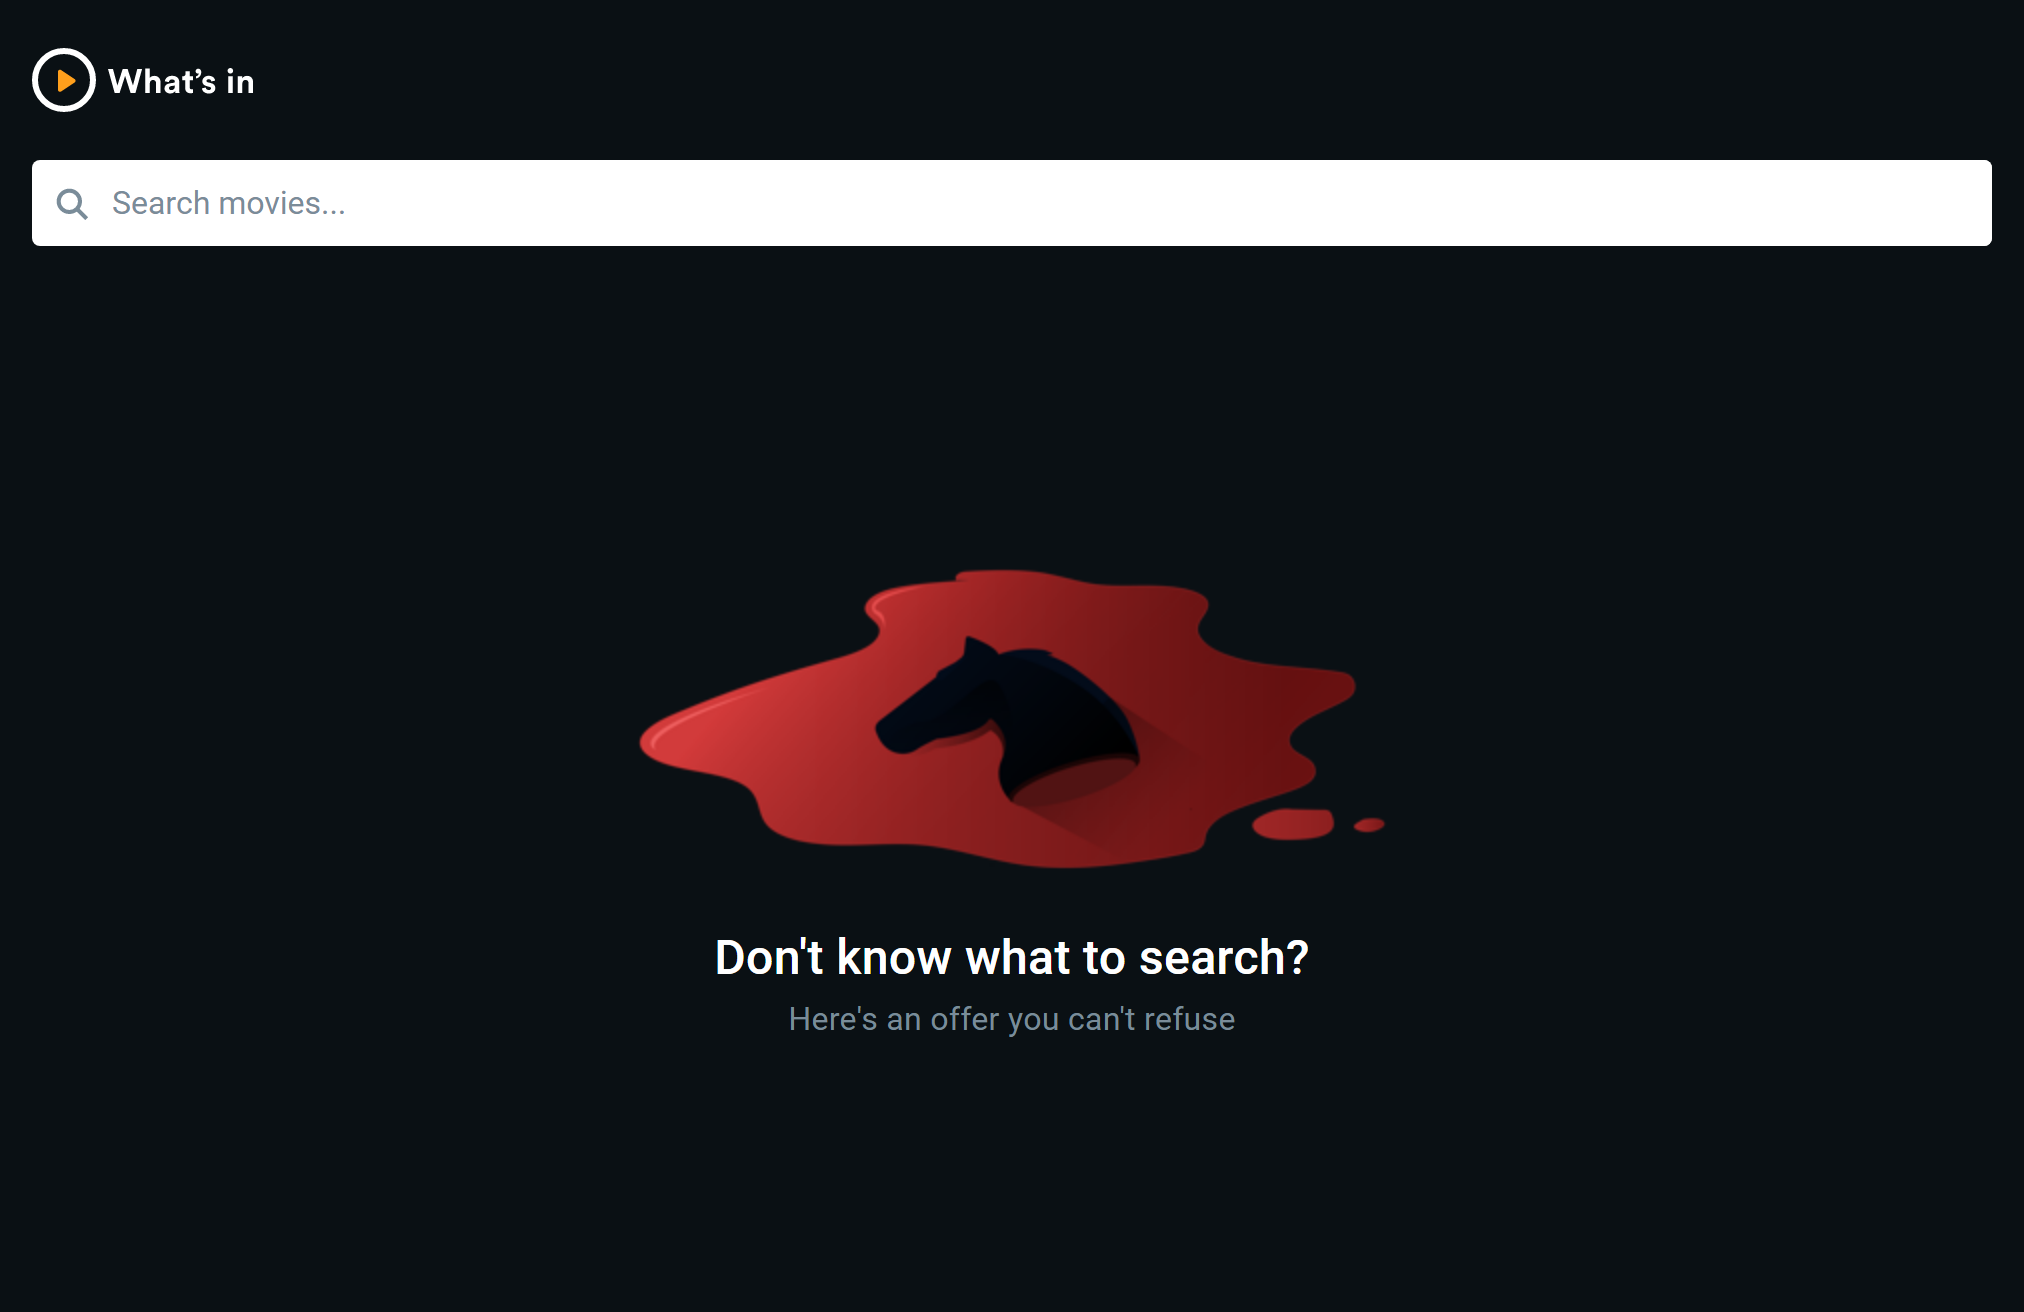 What’s in
Search movies...
Don't know what to search?
Here's an offer you can't refuse